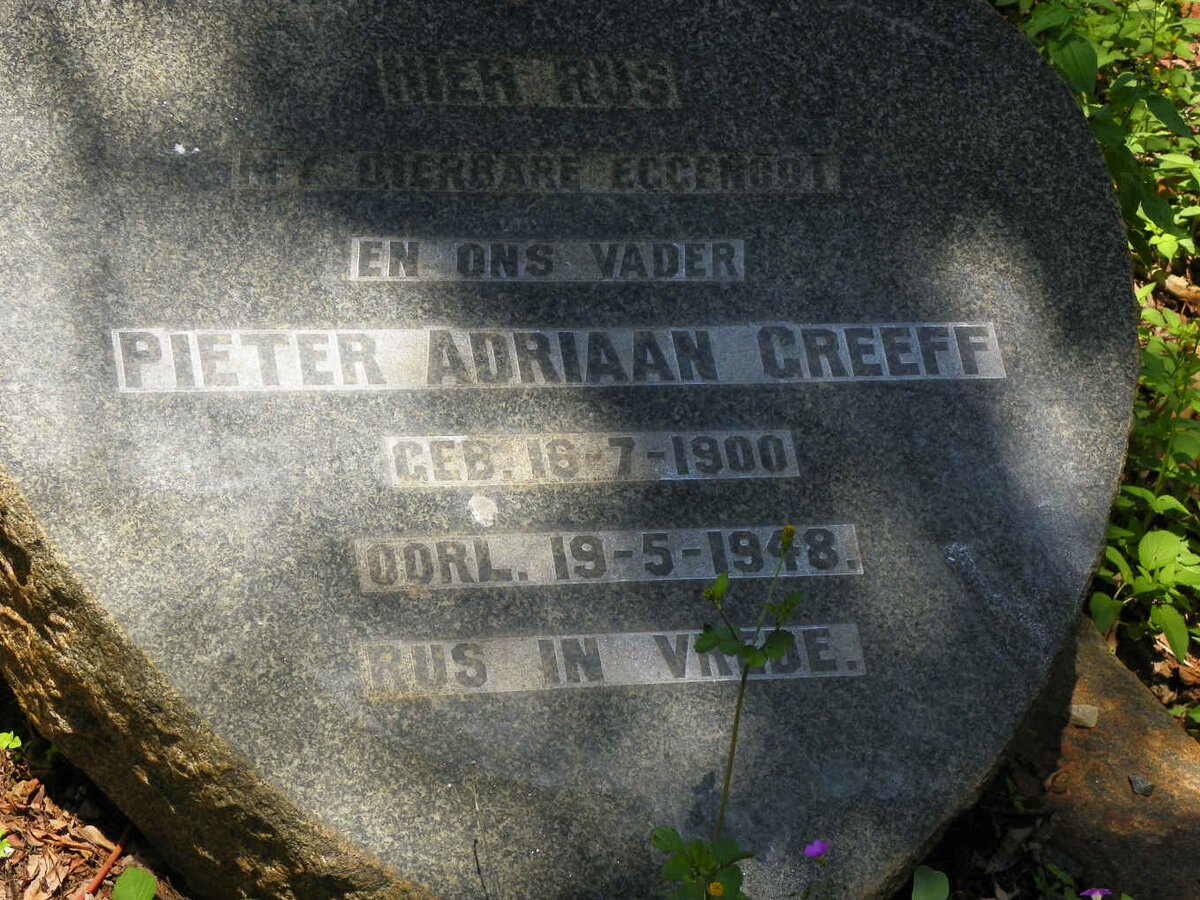 HIER RUS
MY DIERBARE EGGENOOT
EN ONS VADER
PIETER ADRIAAN GREEFF
GEB. 16-7-1900
OORL. 19-5-1948.
RUS IN VREDE.